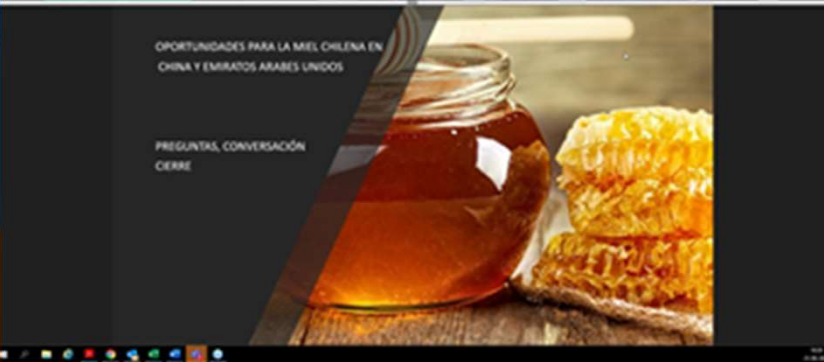 OPORTUNIDADES PARA LA MIEL CHILENA EN
CHINA Y EMIRATOS ARABES UNIDOS
PREGUNTAS, CONVERSACIÓN
CIERRE